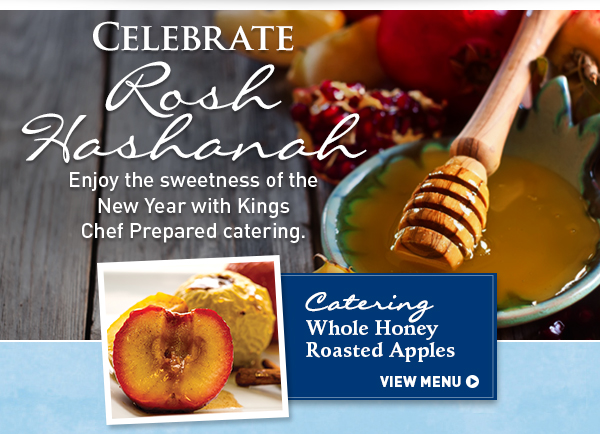 CELEBRATE
Rosh
Hashanah
Enjoy the sweetness of the
New Year with Kings
Chef Prepared catering.
Catering
Whole Honey
Roasted Apples
VIEW MENU